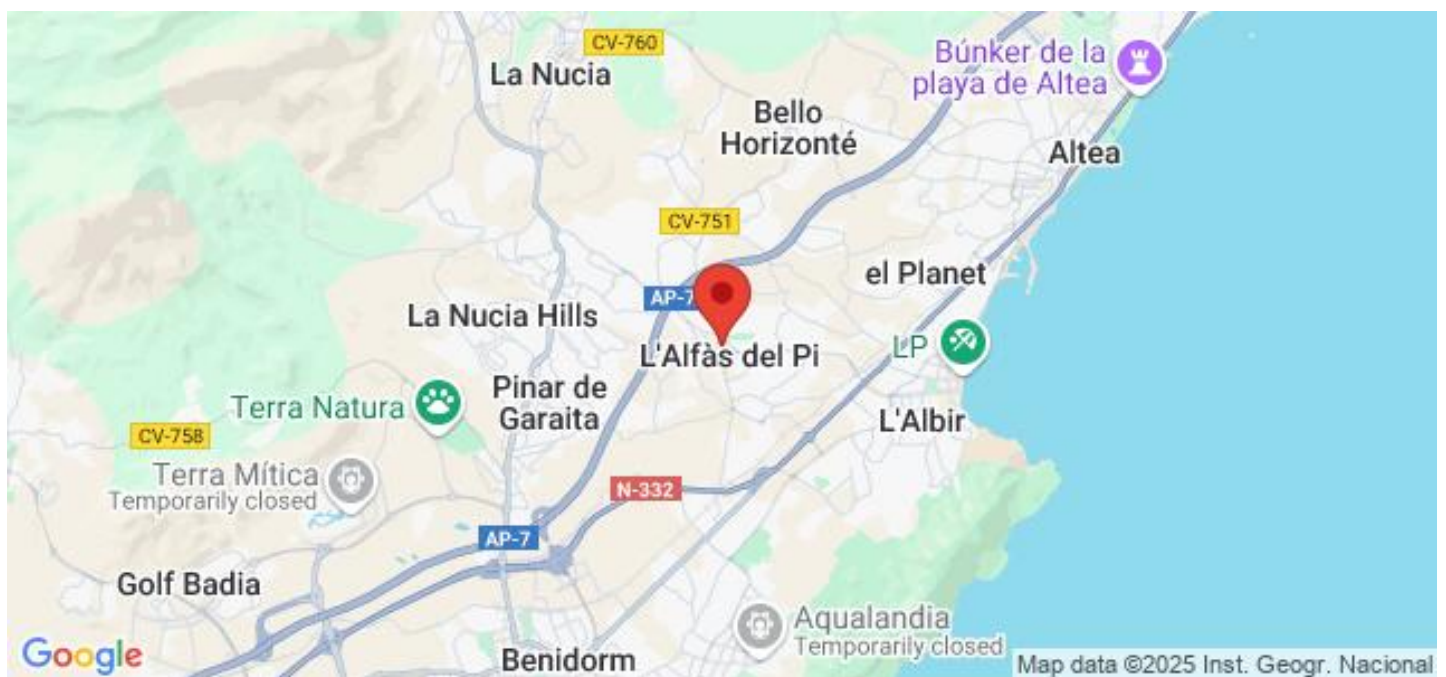 CV-760
La Nucia
Búnker de la
playa de Altea
Bello
Horizonté
Altea
CV-751
el Planet
AP-7
La Nucia Hills
L'Alfàs del Pi
LP
Pinar de
Garaita
Terra Natura
L'Albir
CV-758
Terra Mítica
Temporarily closed
N-332
AP-7
Golf Badia
Aqualandia
Temporarily closed
Benidorm
Google
Map data ©2025 Inst. Geogr. Nacional